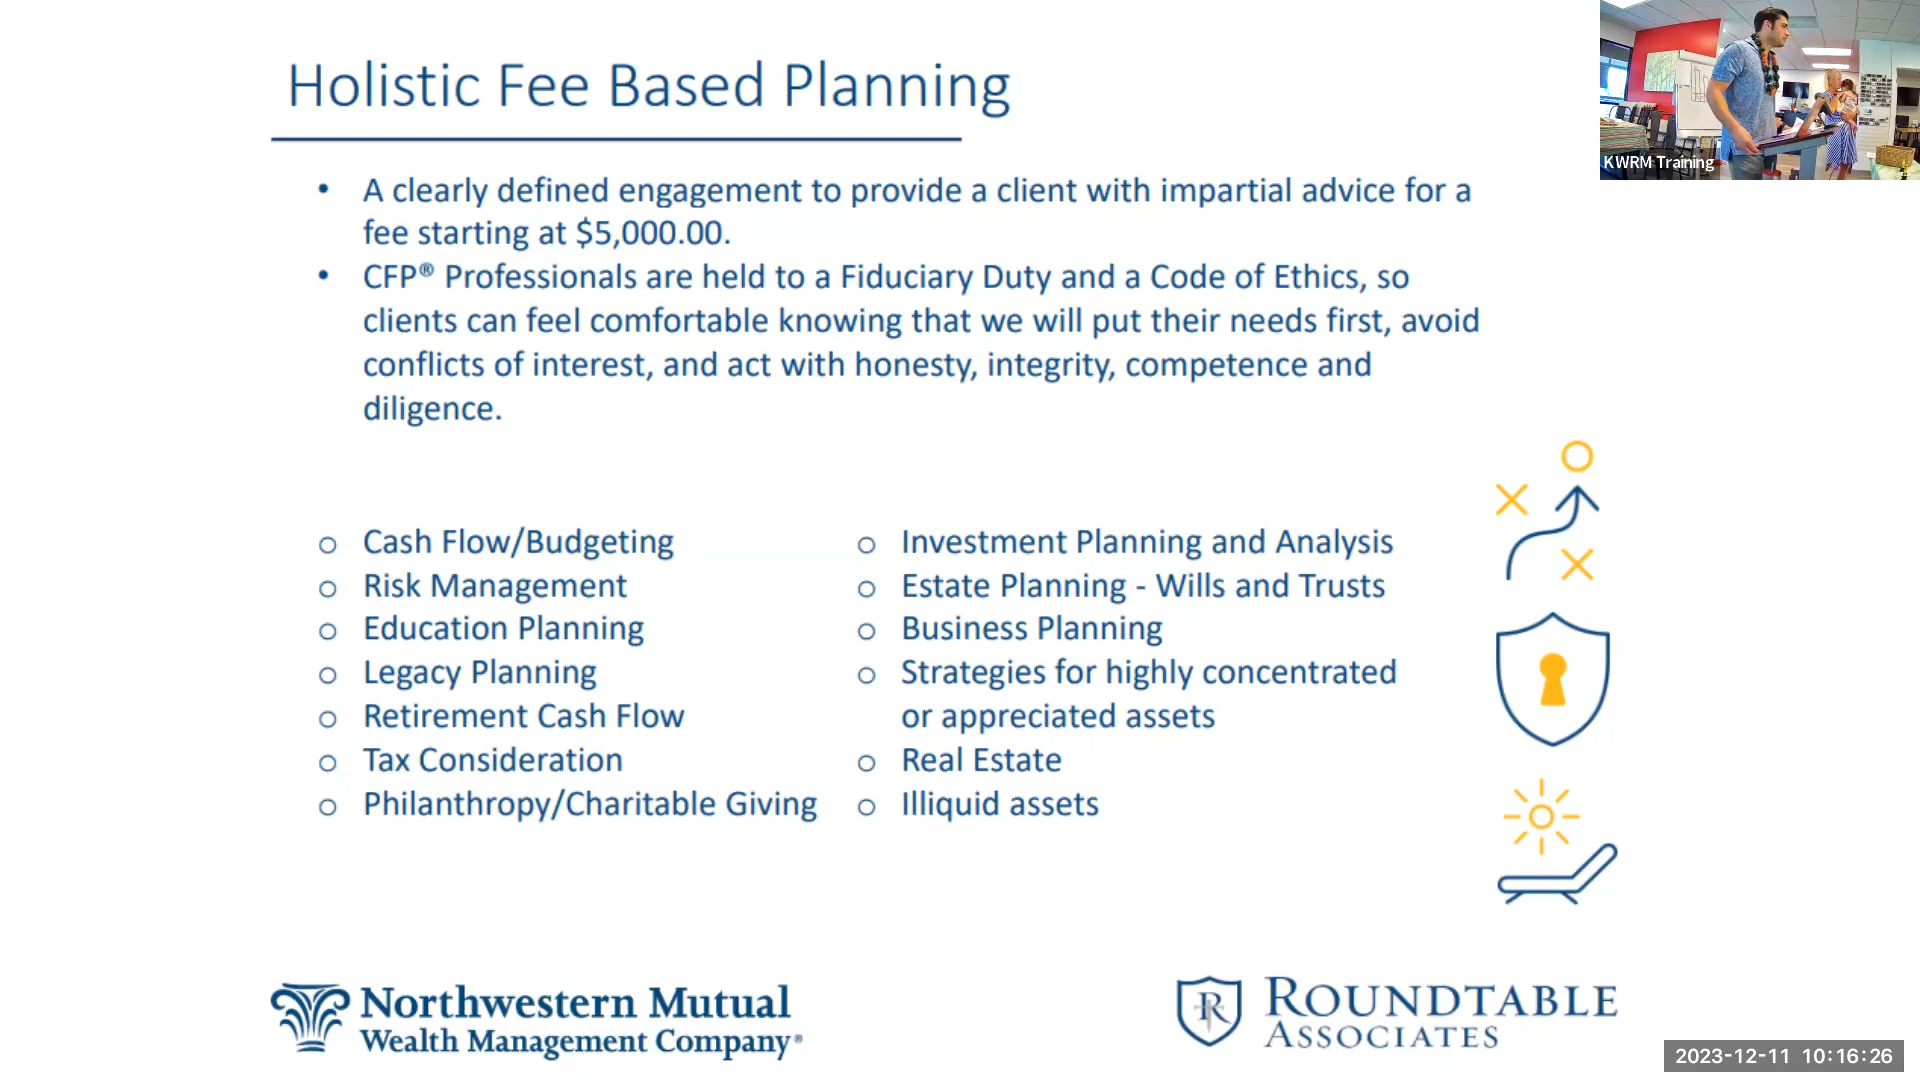 Holistic Fee Based Planning
KWRM Training
• A clearly defined engagement to provide a client with impartial advice for a
fee starting at $5,000.00.
• CFP® Professionals are held to a Fiduciary Duty and a Code of Ethics, so
clients can feel comfortable knowing that we will put their needs first, avoid
conflicts of interest, and act with honesty, integrity, competence and
diligence.
o Cash Flow/Budgeting
o Risk Management
o Education Planning
o Legacy Planning
o Retirement Cash Flow
o Tax Consideration
o Philanthropy/Charitable Giving
o Investment Planning and Analysis
o Estate Planning - Wills and Trusts
o Business Planning
o Strategies for highly concentrated
or appreciated assets
o Real Estate
o Illiquid assets
Northwestern Mutual
Wealth Management Company®
R
ROUNDTABLE
ASSOCIATES
2023-12-11 10:16:26